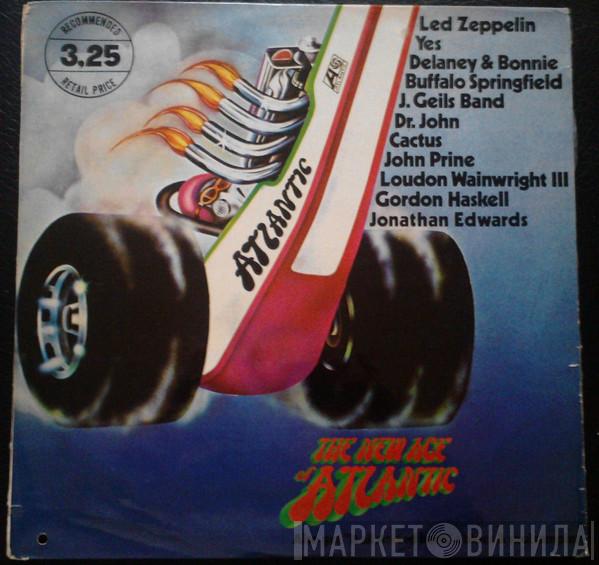 RECOMMENDED
3,25
RETAIL PRICE
Led Zeppelin
Yes
Delaney & Bonnie
Buffalo Springfield
J. Geils Band
Dr. John
Cactus
John Prine
Loudon Wainwright III
Gordon Haskell
Jonathan Edwards
ATLANTIC
THE NEW AGE
of
ATLANTIC
МАРКЕТ ВИНИЛА